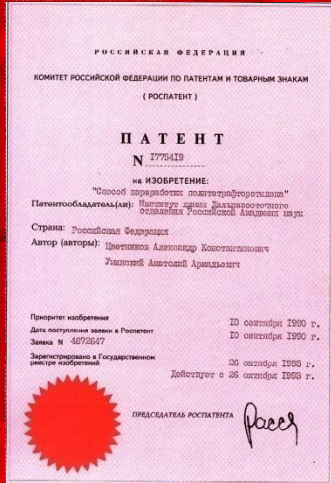 РОССИЙСКАЯ ФЕДЕРАЦИЯ
КОМИТЕТ РОССИЙСКОЙ ФЕДЕРАЦИИ ПО ПАТЕНТАМ И ТОВАРНЫМ ЗНАКАМ
( РОСПАТЕНТ )
ПАТЕНТ
N 1775419
на ИЗОБРЕТЕНИЕ:
"Способ переработки политетрафторэтилена"
Патентообладатель(ли): Институт химии Дальневосточного
отделения Российской Академии наук
Страна: Российская Федерация
Автор (авторы): Цветников Александр Константинович
Уминский Анатолий Аркадьевич
Приоритет изобретения 10 сентября 1990 г.
Дата поступления заявки в Роспатент 10 сентября 1990 г.
Заявка N 4872647
Зарегистрировано в Государственном
реестре изобретений 26 октября 1993 г.
Действует с 26 октября 1993 г.
ПРЕДСЕДАТЕЛЬ РОСПАТЕНТА